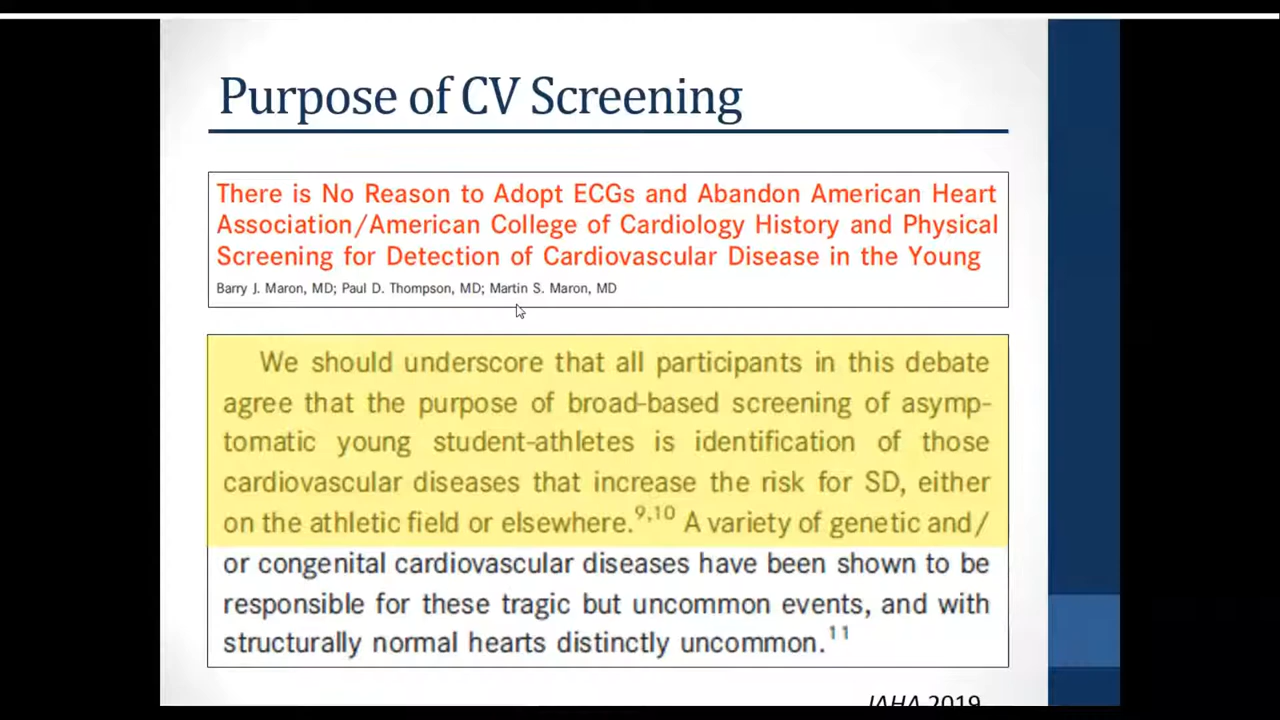 Purpose of CV Screening
There is No Reason to Adopt ECGs and Abandon American Heart
Association/American College of Cardiology History and Physical
Screening for Detection of Cardiovascular Disease in the Young
Barry J. Maron, MD; Paul D. Thompson, MD; Martin S. Maron, MD
We should underscore that all participants in this debate
agree that the purpose of broad-based screening of asymp-
tomatic young student-athletes is identification of those
cardiovascular diseases that increase the risk for SD, either
on the athletic field or elsewhere.9,10 A variety of genetic and/
or congenital cardiovascular diseases have been shown to be
responsible for these tragic but uncommon events, and with
structurally normal hearts distinctly uncommon.11
JAHA 2019